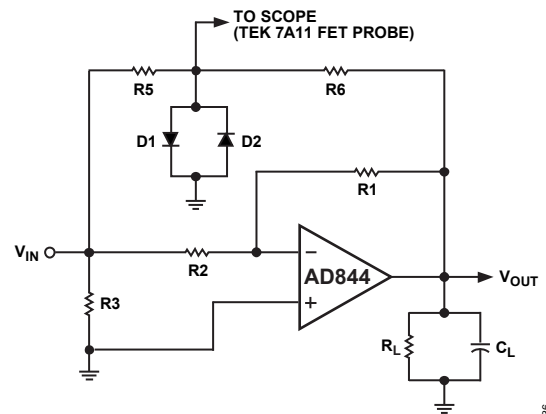 TO SCOPE
(TEK 7A11 FET PROBE)
R5
R6
D1
D2
R1
VIN
R2
AD844
VOUT
R3
RL
CL